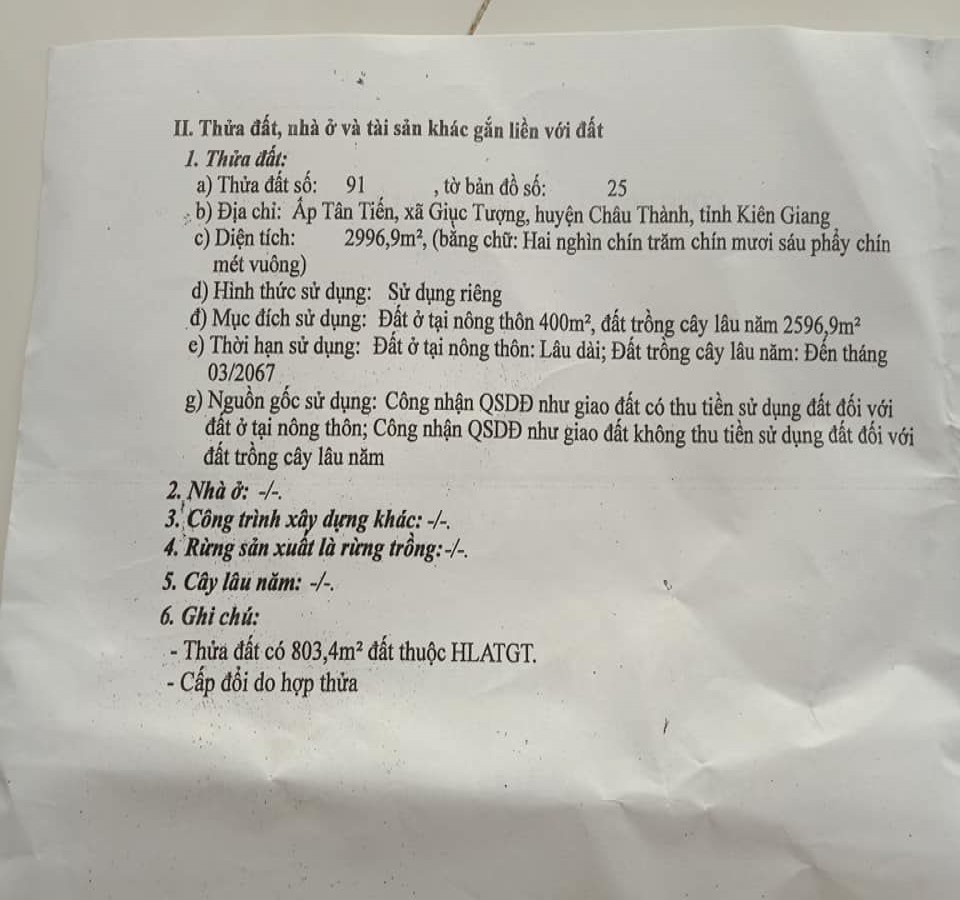 II. Thửa đất, nhà ở và tài sản khác gắn liền với đất
1. Thửa đất:
a) Thửa đất số: 91 , tờ bản đồ số: 25
b) Địa chỉ: Ấp Tân Tiến, xã Giục Tượng, huyện Châu Thành, tỉnh Kiên Giang
c) Diện tích: 2996,9m², (bằng chữ: Hai nghìn chín trăm chín mươi sáu phẩy chín
mét vuông)
d) Hình thức sử dụng: Sử dụng riêng
đ) Mục đích sử dụng: Đất ở tại nông thôn 400m², đất trồng cây lâu năm 2596,9m²
e) Thời hạn sử dụng: Đất ở tại nông thôn: Lâu dài; Đất trồng cây lâu năm: Đến tháng
03/2067
g) Nguồn gốc sử dụng: Công nhận QSDĐ như giao đất có thu tiền sử dụng đất đối với
đất ở tại nông thôn; Công nhận QSDĐ như giao đất không thu tiền sử dụng đất đối với
đất trồng cây lâu năm
2. Nhà ở: -/-.
3. Công trình xây dựng khác: -/-.
4. Rừng sản xuất là rừng trồng:-/-.
5. Cây lâu năm: -/-.
6. Ghi chú:
- Thửa đất có 803,4m² đất thuộc HLATGT.
- Cấp đổi do hợp thửa